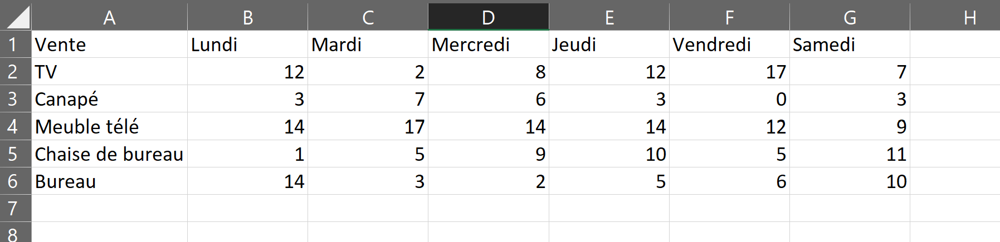 A B C D E F G H
1 Vente Lundi Mardi Mercredi Jeudi Vendredi Samedi
2 TV 12 2 8 12 17 7
3 Canapé 3 7 6 3 0 3
4 Meuble télé 14 17 14 14 12 9
5 Chaise de bureau 1 5 9 10 5 11
6 Bureau 14 3 2 5 6 10
7
8